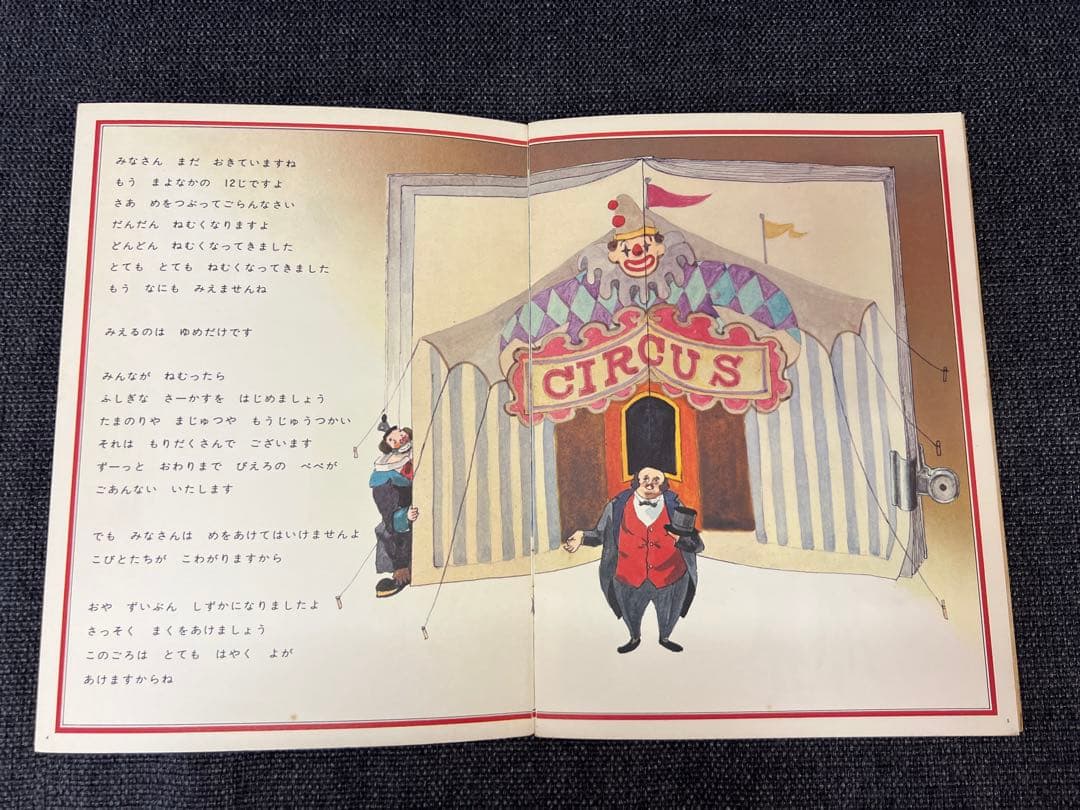 みなさん　まだ　おきていますね
もう　まよなかの　12じですよ
さあ　めをつぶってごらんなさい
だんだん　ねむくなりますよ
どんどん　ねむくなってきました
とても　とても　ねむくなってきました
もう　なにも　みえませんね
みえるのは　ゆめだけです
みんなが　ねむったら
ふしぎな　さーかすを　はじめましょう
たまのりや　まじゅつや　もうじゅうつかい
それは　もりだくさんで　ございます
ずーっと　おわりまで　ぴえろの　ペペが
ごあんない　いたします
でも　みなさんは　めをあけてはいけませんよ
こびとたちが　こわがりますから
おや　ずいぶん　しずかになりましたよ
さっそく　まくをあけましょう
このごろは　とても　はやく　よが
あけますからね
4
CIRCUS